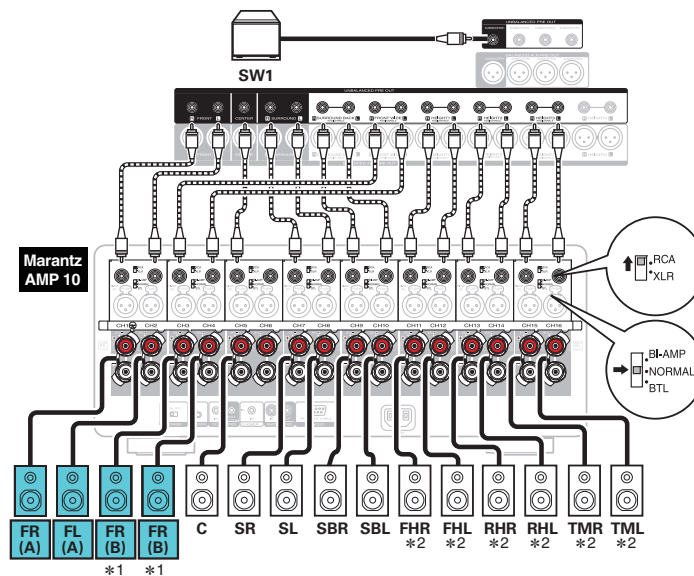 UNBALANCED PRE OUT
SW1
UNBALANCED PRE OUT
R FRONT L
CENTER
R SURROUND L
R SURROUND BACK L
R FRONT WIDE L
R HEIGHT1 L
Marantz
AMP 10
RCA
XLR
CH1 CH2 CH3 CH4 CH5 CH6 CH7 CH8 CH9 CH10 CH11 CH12 CH13 CH14 CH15 CH16
BI-AMP
NORMAL
BTL
FR
(A)
FL
(A)
FR
(B)
*1
FR
(B)
*1
C
SR
SL
SBR
SBL
FHR
*2
FHL
*2
RHR
*2
RHL
*2
TMR
*2
TML
*2